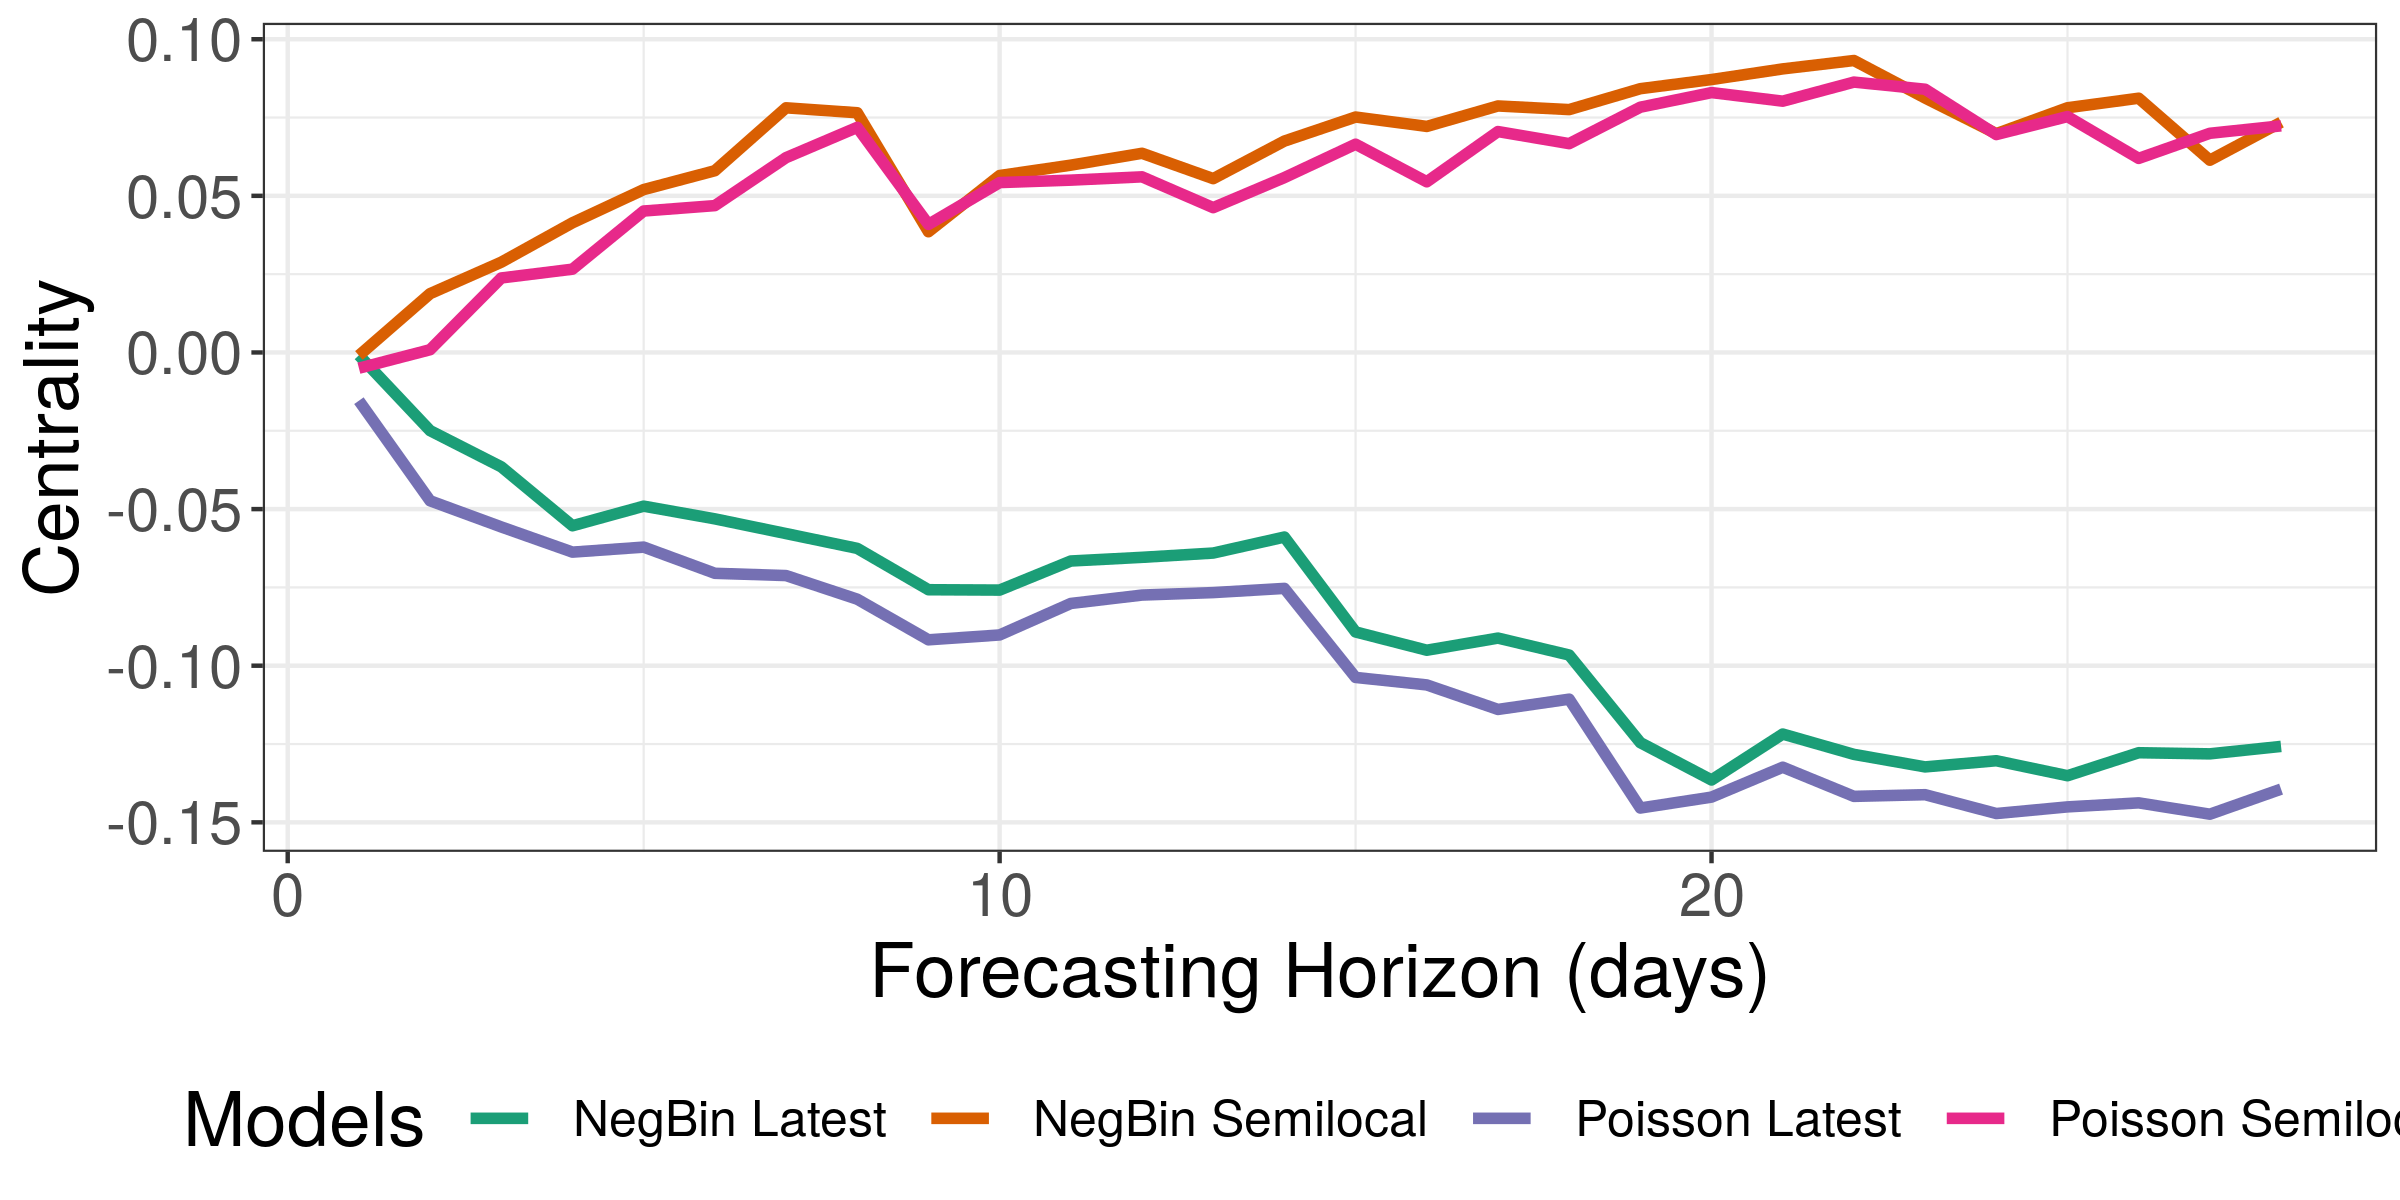 Centrality
0.10
0.05
0.00
-0.05
-0.10
-0.15
0 10 20
Forecasting Horizon (days)
Models NegBin Latest NegBin Semilocal Poisson Latest Poisson